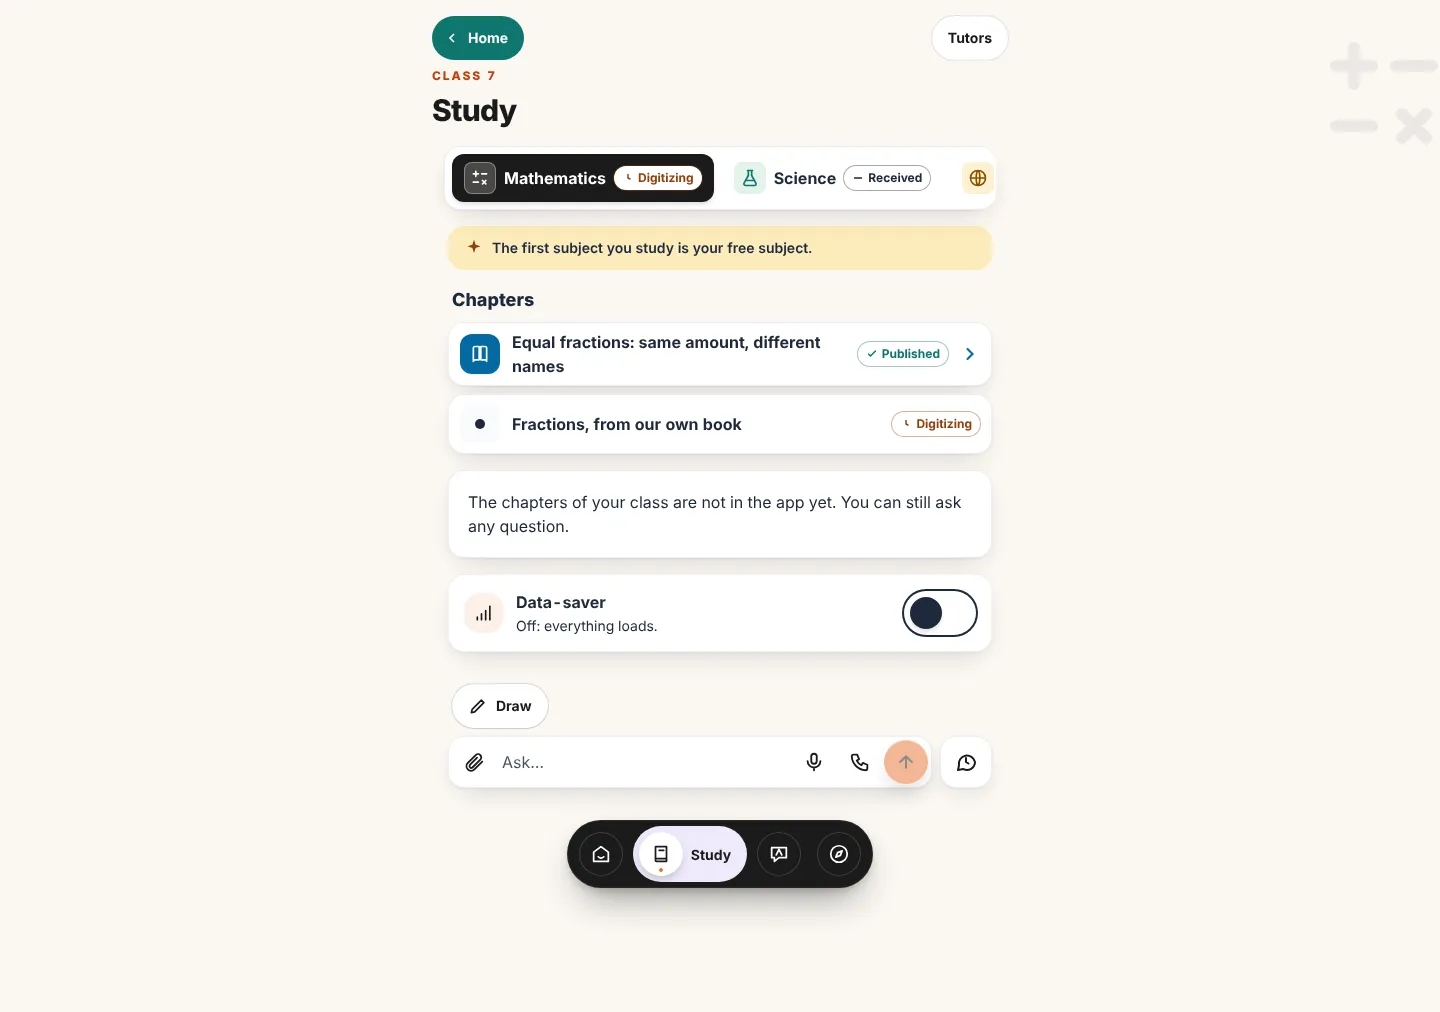 Home
Tutors
CLASS 7
Study
Mathematics
Digitizing
Science
Received
The first subject you study is your free subject.
Chapters
Equal fractions: same amount, different
names
Published
Fractions, from our own book
Digitizing
The chapters of your class are not in the app yet. You can still ask
any question.
Data-saver
Off: everything loads.
Draw
Ask...
Study